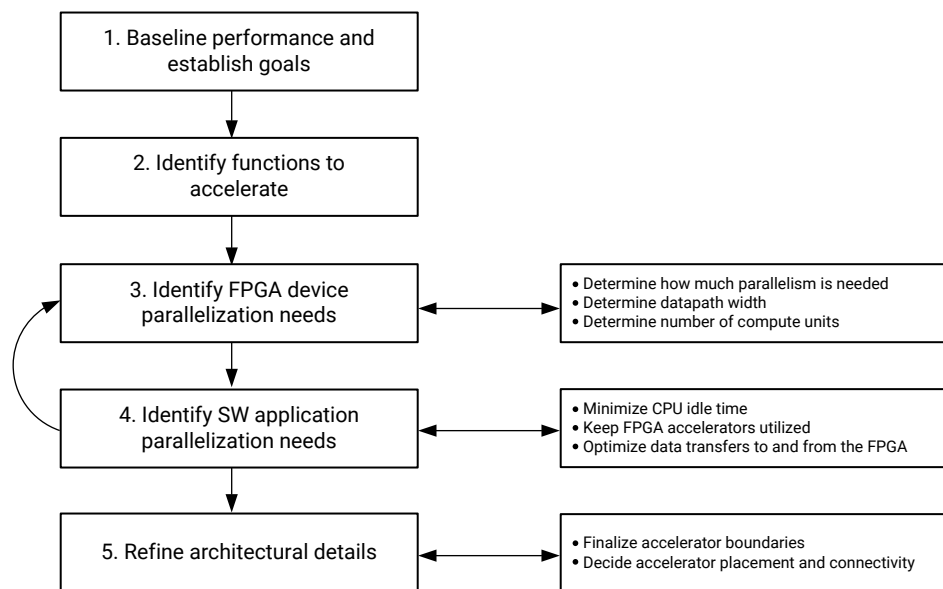 1. Baseline performance and
establish goals
2. Identify functions to
accelerate
3. Identify FPGA device
parallelization needs
• Determine how much parallelism is needed
• Determine datapath width
• Determine number of compute units
4. Identify SW application
parallelization needs
• Minimize CPU idle time
• Keep FPGA accelerators utilized
• Optimize data transfers to and from the FPGA
5. Refine architectural details
• Finalize accelerator boundaries
• Decide accelerator placement and connectivity